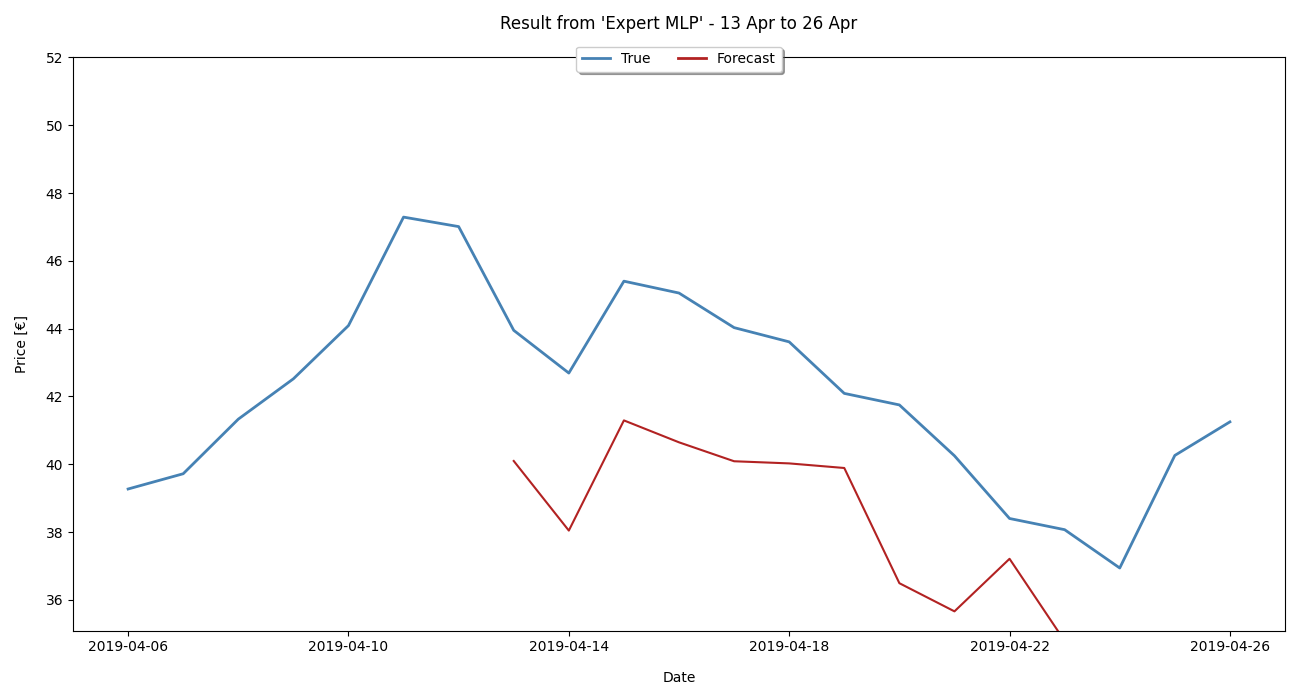 Result from 'Expert MLP' - 13 Apr to 26 Apr
True Forecast
52
50
48
46
44
42
40
38
36
Price [€]
2019-04-06 2019-04-10 2019-04-14 2019-04-18 2019-04-22 2019-04-26
Date